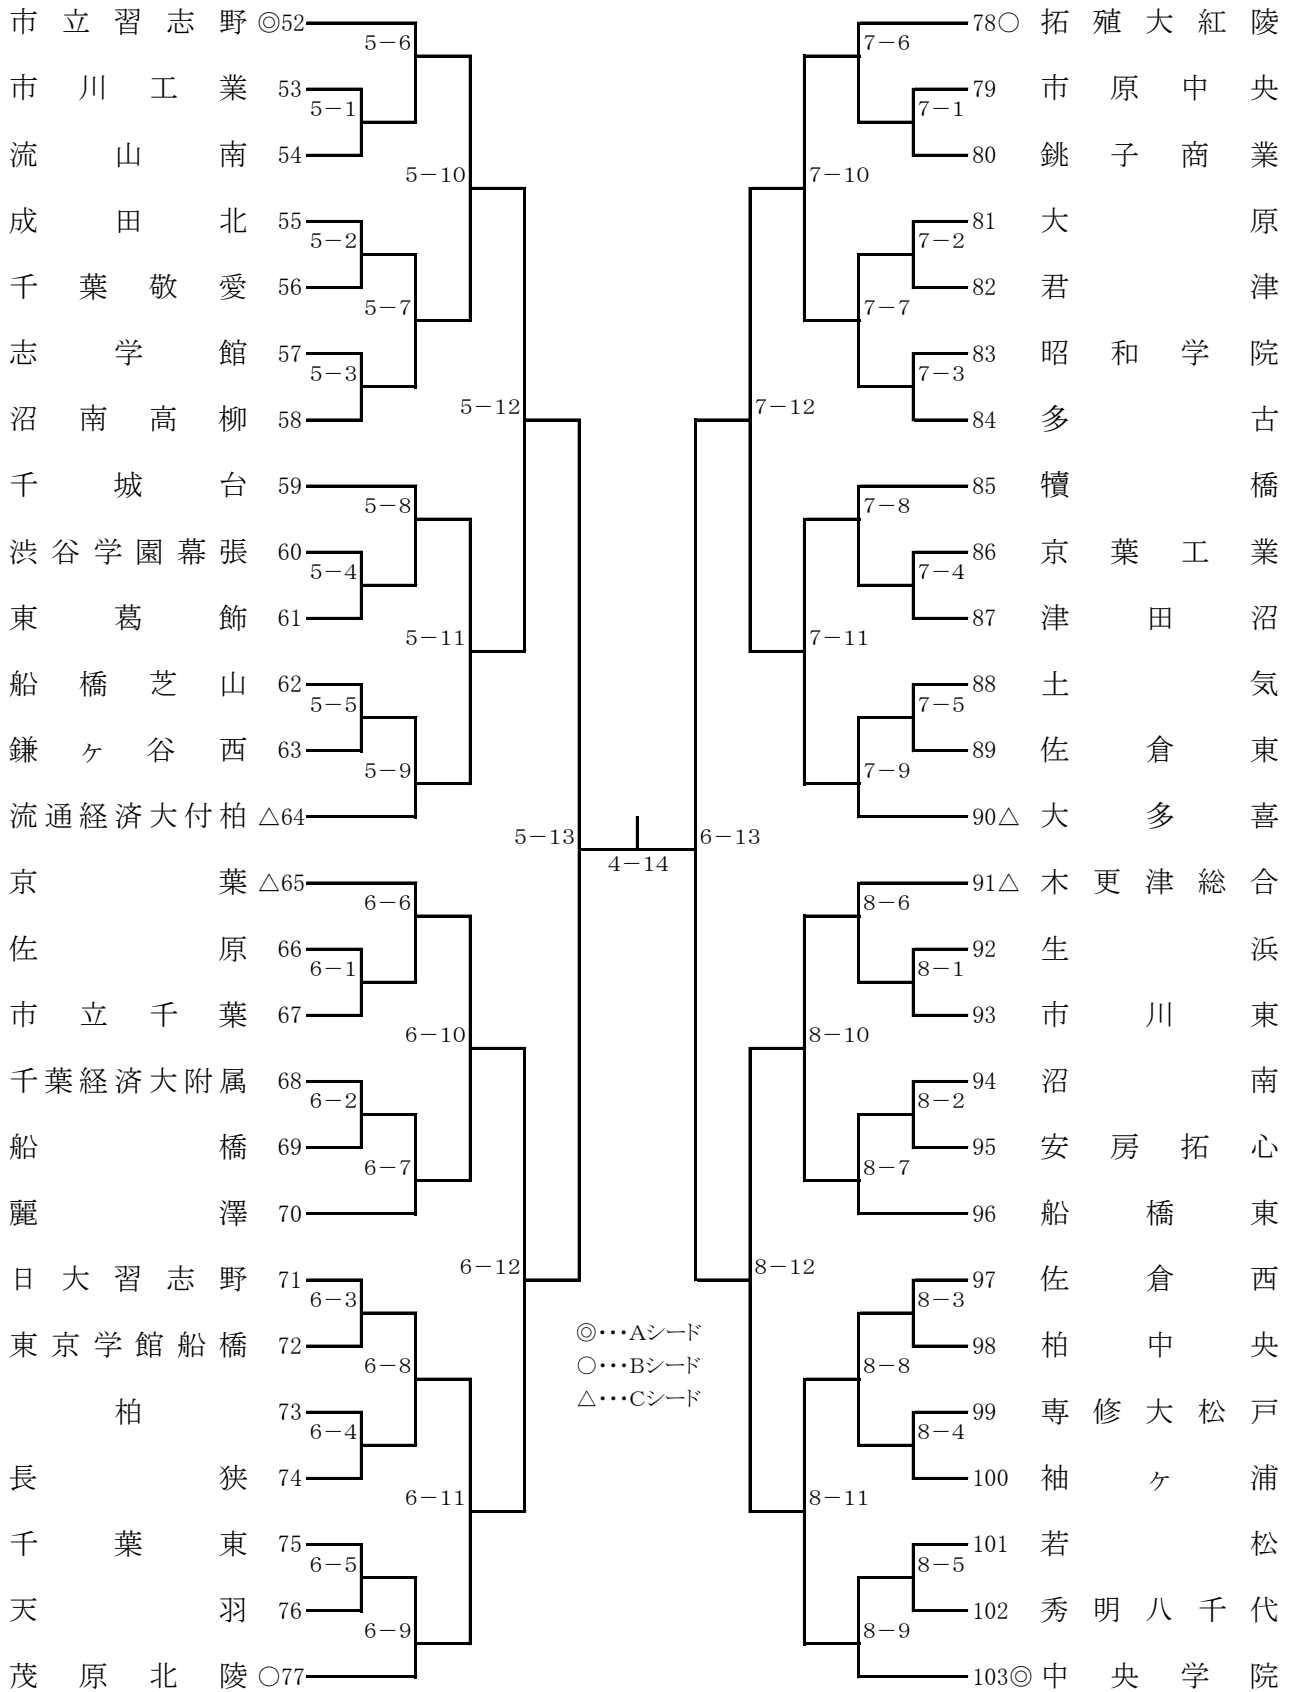 市立習志野 ◎52 5－6 7－6 78○ 拓殖大紅陵
市川工業 53 5－1 7－1 79 市原中央
流山南 54 5－10 7－10 80 銚子商業
成田北 55 5－2 7－2 81 大原
千葉敬愛 56 5－7 7－7 82 君津
志学館 57 5－3 7－3 83 昭和学院
沼南高柳 58 5－12 7－12 84 多古
千城台 59 5－8 7－8 85 犢橋
渋谷学園幕張 60 5－4 7－4 86 京葉工業
東葛飾 61 5－11 7－11 87 津田沼
船橋芝山 62 5－5 7－5 88 土気
鎌ヶ谷西 63 5－9 7－9 89 佐倉東
流通経済大付柏 △64 90△ 大多喜
5－13 4－14 6－13
京葉 △65 6－6 8－6 91△ 木更津総合
佐原 66 6－1 8－1 92 生浜
市立千葉 67 6－10 8－10 93 市川東
千葉経済大附属 68 6－2 8－2 94 沼南
船橋 69 6－7 8－7 95 安房拓心
麗澤 70 96 船橋東
日大習志野 71 6－12 6－3 8－12 8－3 97 佐倉西
◎・・・Aシード
東京学館船橋 72 6－8 8－8 98 柏中央
○・・・Bシード
△・・・Cシード
柏 73 6－4 8－4 99 専修大松戸
長狭 74 6－11 8－11 100 袖ヶ浦
千葉東 75 6－5 8－5 101 若松
天羽 76 6－9 8－9 102 秀明八千代
茂原北陵 ○77 103◎ 中央学院